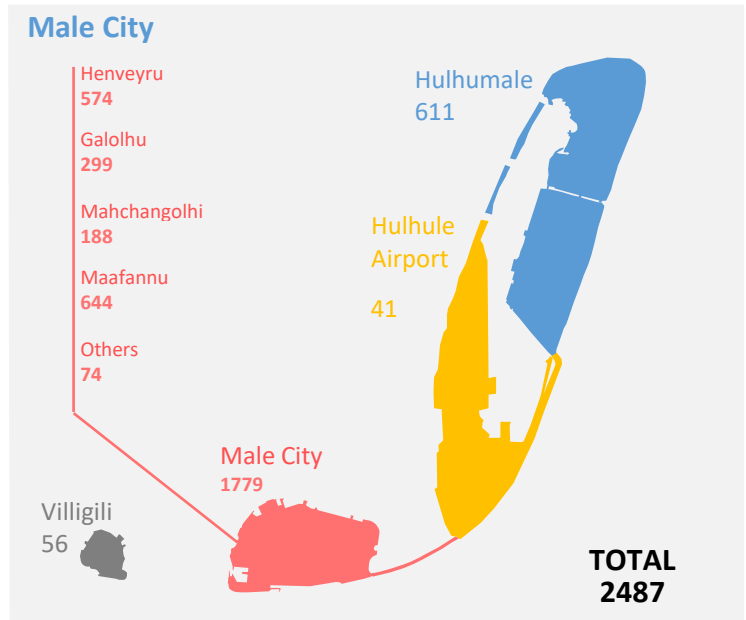 Male City
Henveyru
574
Galolhu
299
Mahchangolhi
188
Maafannu
644
Others
74
Hulhumale
611
Hulhule
Airport
41
Male City
1779
Villigili
56
TOTAL
2487